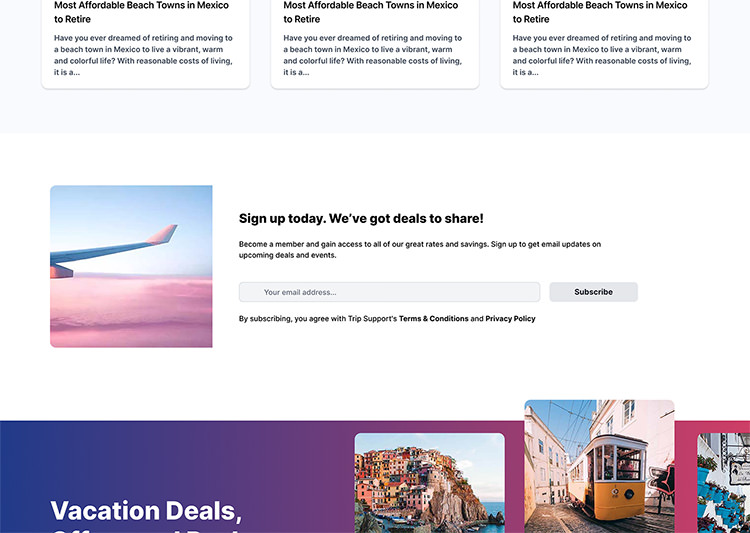 Most Affordable Beach Towns in Mexico
to Retire
Have you ever dreamed of retiring and moving to
a beach town in Mexico to live a vibrant, warm
and colorful life? With reasonable costs of living,
it is a...
Most Affordable Beach Towns in Mexico
to Retire
Have you ever dreamed of retiring and moving to
a beach town in Mexico to live a vibrant, warm
and colorful life? With reasonable costs of living,
it is a...
Most Affordable Beach Towns in Mexico
to Retire
Have you ever dreamed of retiring and moving to
a beach town in Mexico to live a vibrant, warm
and colorful life? With reasonable costs of living,
it is a...
Sign up today. We’ve got deals to share!
Become a member and gain access to all of our great rates and savings. Sign up to get email updates on
upcoming deals and events.
Your email address...
Subscribe
By subscribing, you agree with Trip Support's Terms & Conditions and Privacy Policy
Vacation Deals,